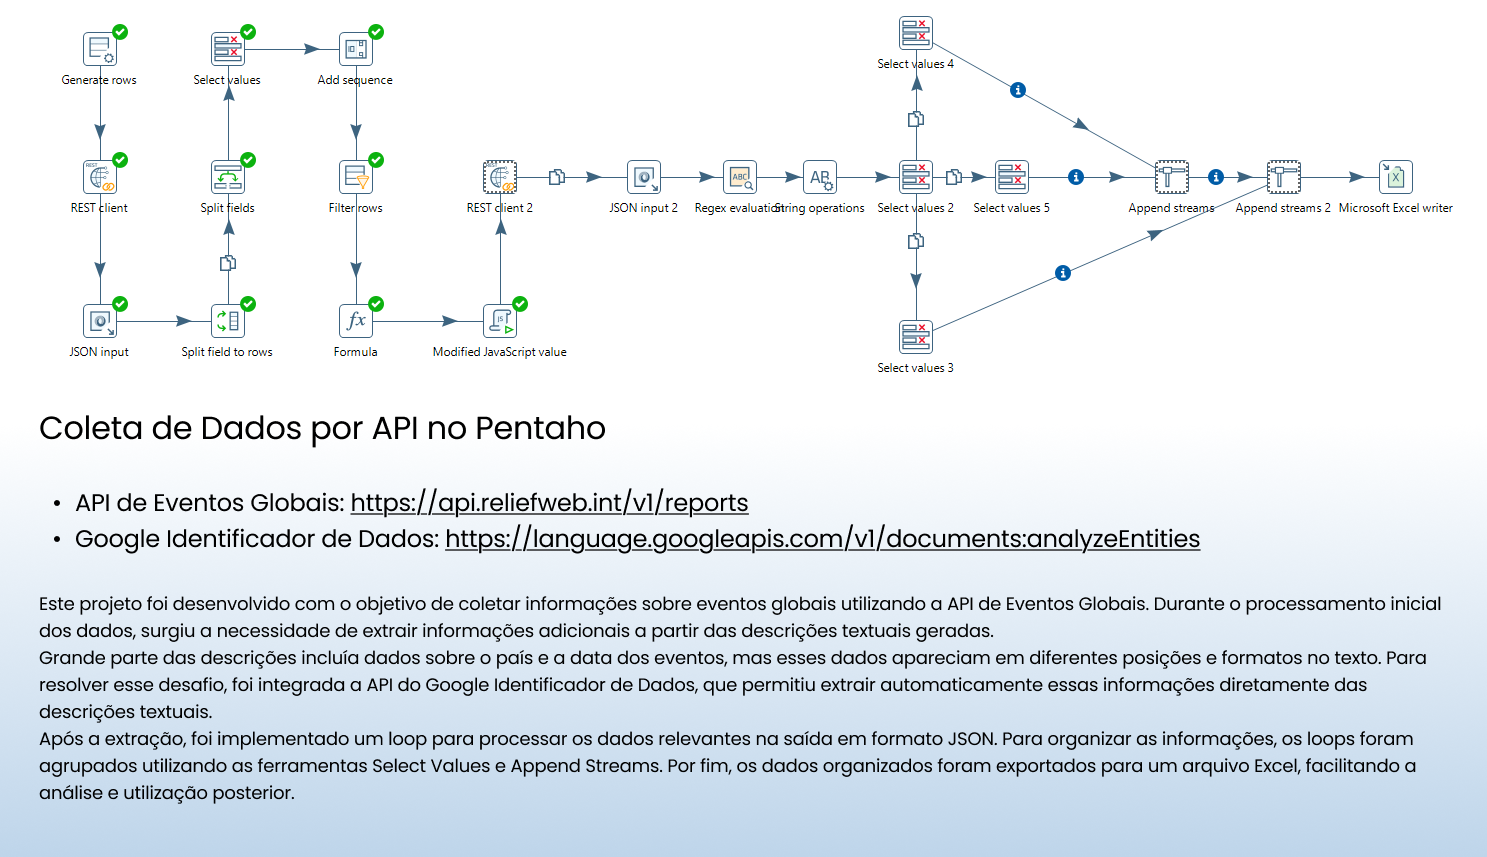 Select values 4
Generate rows
Select values
Add sequence
REST
REST client
Split fields
Filter rows
REST
REST client 2
JSON input 2
ABC
Regex evaluation
AB
String operations
Select values 2
Select values 5
Append streams
Append streams 2
X
Microsoft Excel writer
JSON input
Split field to rows
fx
Formula
JS
Modified JavaScript value
Select values 3
Coleta de Dados por API no Pentaho
• API de Eventos Globais: https://api.reliefweb.int/v1/reports
• Google Identificador de Dados: https://language.googleapis.com/v1/documents:analyzeEntities
Este projeto foi desenvolvido com o objetivo de coletar informações sobre eventos globais utilizando a API de Eventos Globais. Durante o processamento inicial
dos dados, surgiu a necessidade de extrair informações adicionais a partir das descrições textuais geradas.
Grande parte das descrições incluía dados sobre o país e a data dos eventos, mas esses dados apareciam em diferentes posições e formatos no texto. Para
resolver esse desafio, foi integrada a API do Google Identificador de Dados, que permitiu extrair automaticamente essas informações diretamente das
descrições textuais.
Após a extração, foi implementado um loop para processar os dados relevantes na saída em formato JSON. Para organizar as informações, os loops foram
agrupados utilizando as ferramentas Select Values e Append Streams. Por fim, os dados organizados foram exportados para um arquivo Excel, facilitando a
análise e utilização posterior.